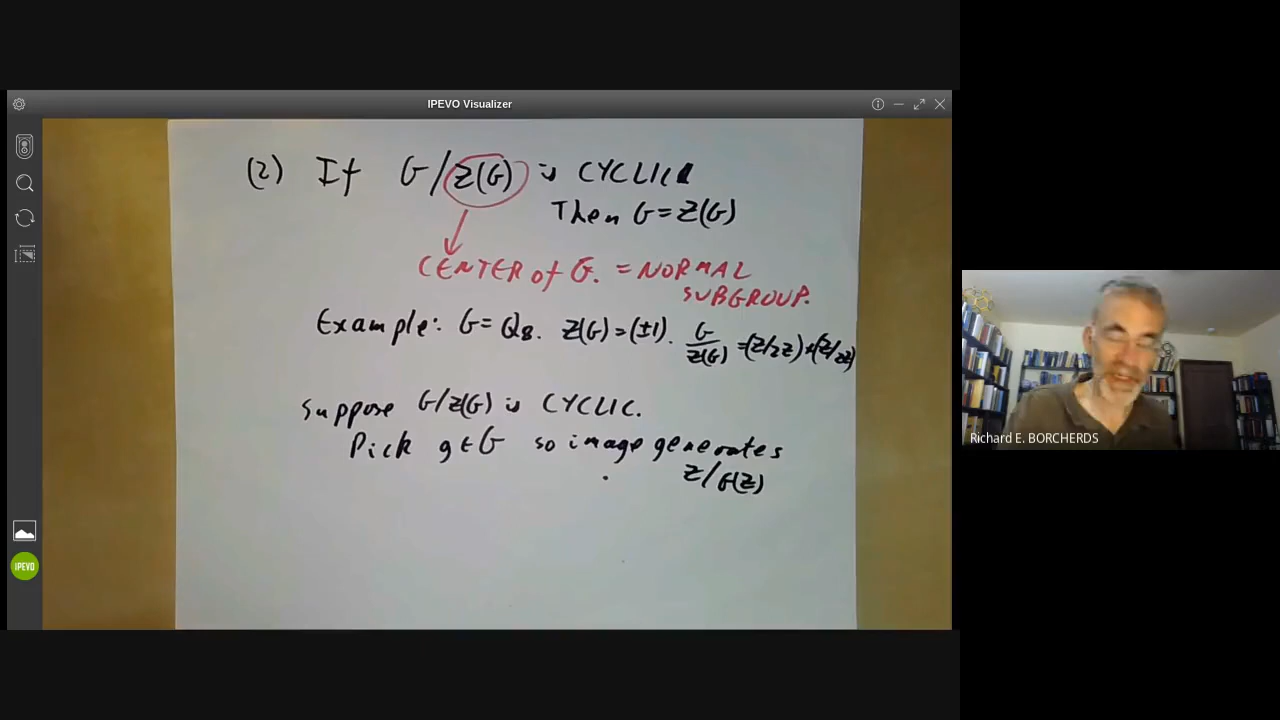 IPEVO Visualizer
(2) If G/Z(G) is CYCLIC
Then G=Z(G)
CENTER of G. = NORMAL
SUBGROUP.
Example: G = Q8. Z(G)=(±1). G/Z(G) =(Z/2Z)×(Z/2Z)
Suppose G/Z(G) is CYCLIC.
Pick g∈G so image generates
Z/G(Z)
Richard E. BORCHERDS
IPEVO